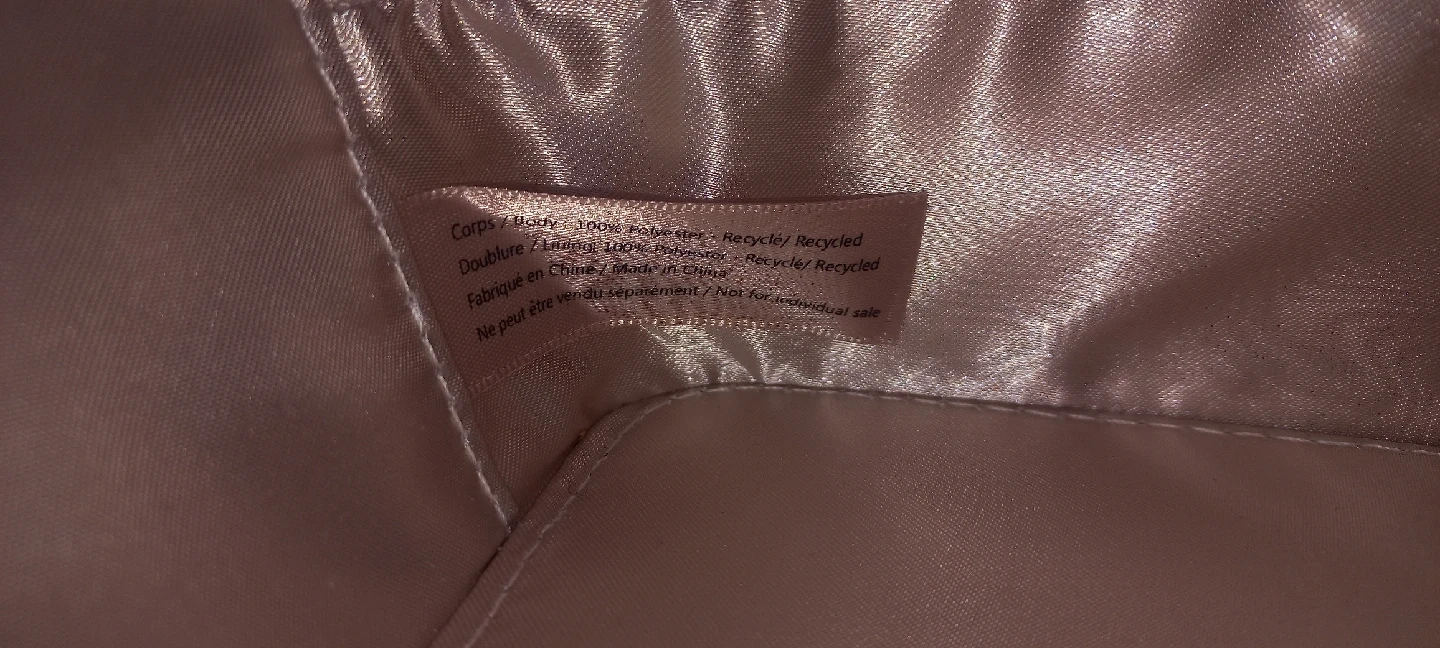 Corps / Body - 100% Polyester - Recyclé/ Recycled
Doublure / Lining, 100% Polyester - Recyclé/ Recycled
Fabriqué en Chine / Made in China
Ne peut être vendu séparement / Not for individual sale